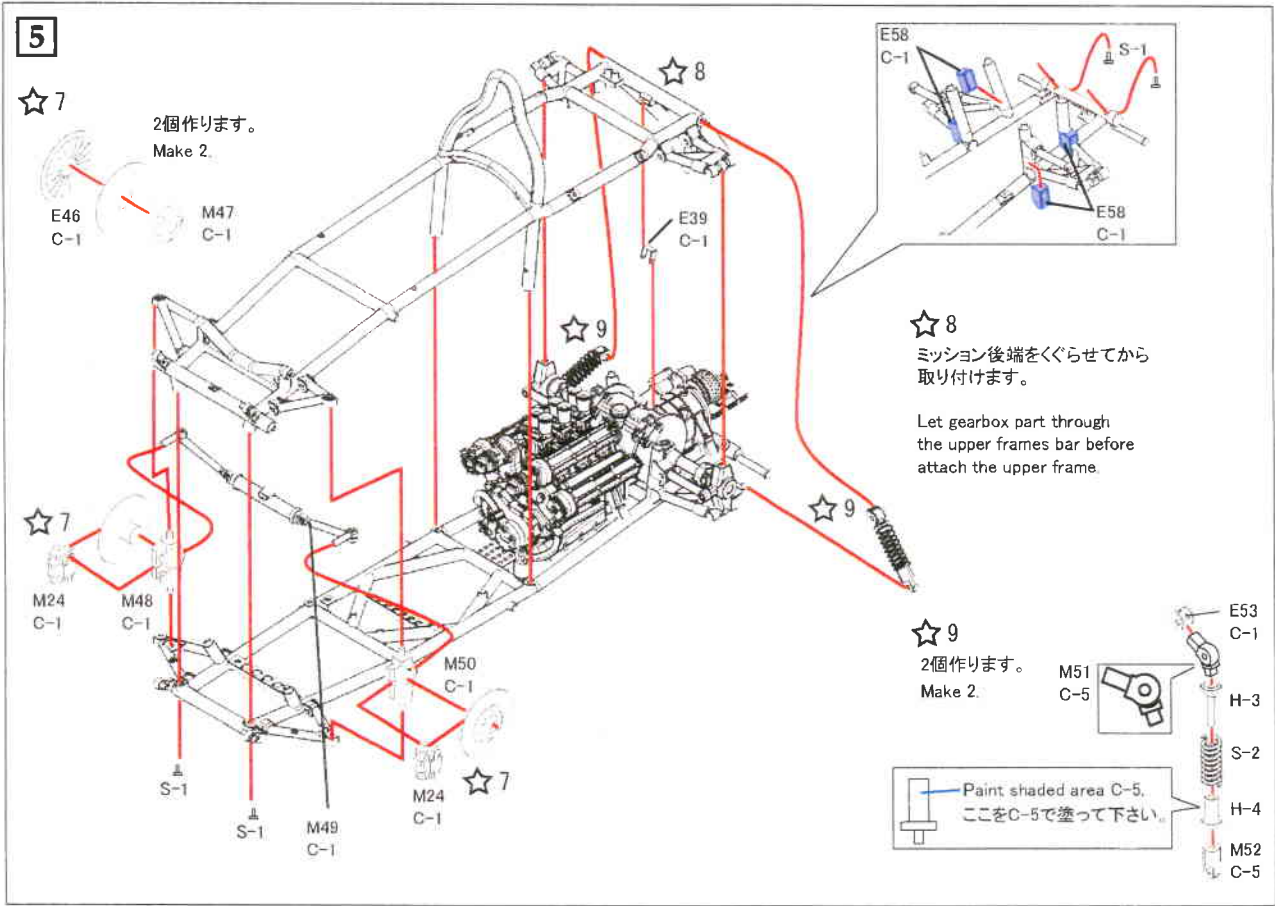 5
☆7
2個作ります。
Make 2.
E46
C-1
M47
C-1
☆8
E58
C-1
S-1
E58
C-1
E39
C-1
☆9
☆8
ミッション後端をくぐらせてから
取り付けます。
Let gearbox part through
the upper frames bar before
attach the upper frame.
☆7
M24
C-1
M48
C-1
☆9
M50
C-1
☆9
2個作ります。
Make 2.
M51
C-5
E53
C-1
H-3
S-2
H-4
M52
C-5
Paint shaded area C-5.
ここをC-5で塗って下さい。
S-1
S-1
M49
C-1
M24
C-1
☆7